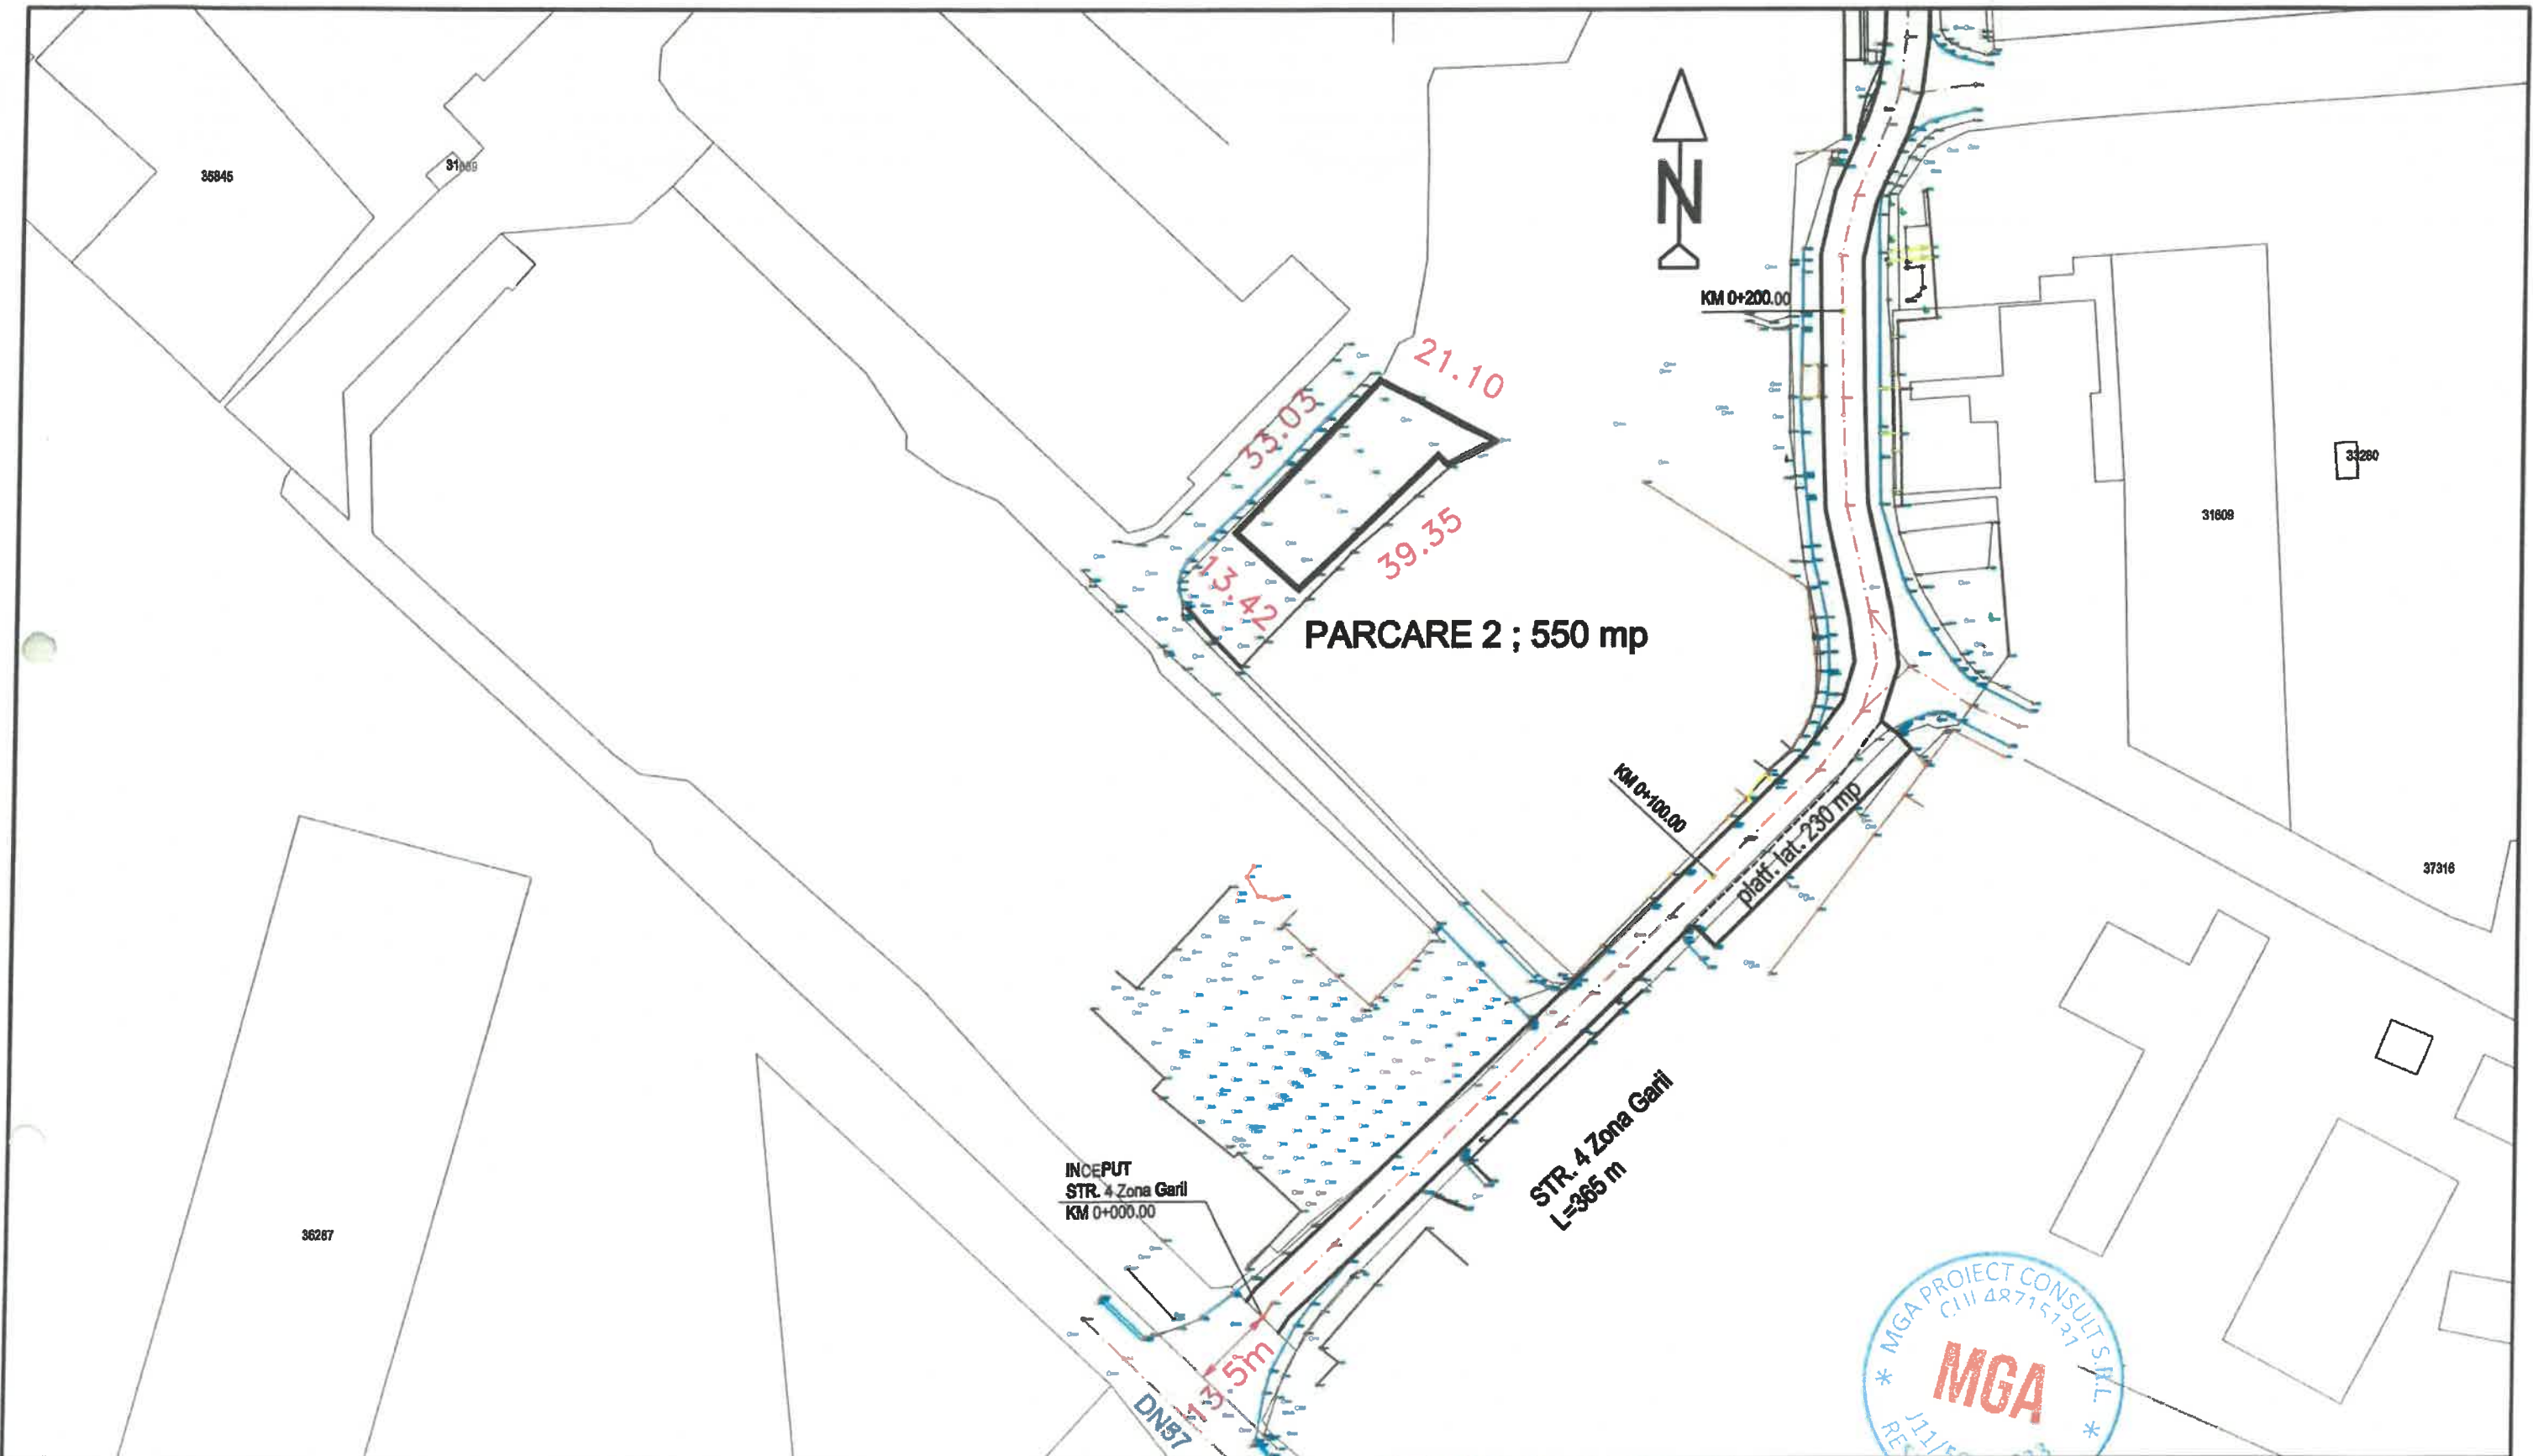 35845
N
KM 0+200.00
21.10
33.03
33280
31609
39.35
13.42
PARCARE 2 ; 550 mp
KM 0+100.00
platf. lat. 230 mp
37316
STR. 4 Zona Garii
L=365 m
INCEPUT
STR. 4 Zona Garii
KM 0+000.00
36287
13.5m
DN57
* MGA PROIECT CONSULT S.R.L. *
MGA